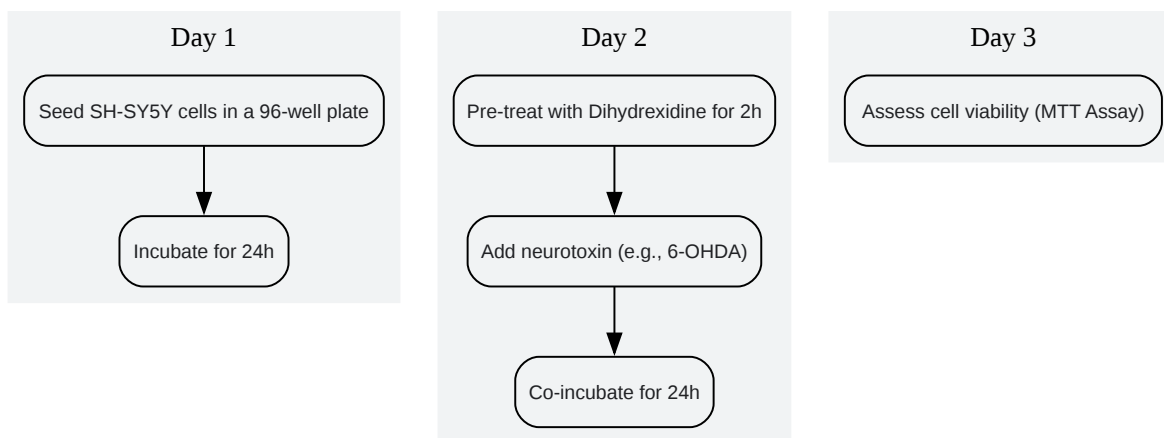 Day 1
Seed SH-SY5Y cells in a 96-well plate
Incubate for 24h
Day 2
Pre-treat with Dihydrexidine for 2h
Add neurotoxin (e.g., 6-OHDA)
Co-incubate for 24h
Day 3
Assess cell viability (MTT Assay)